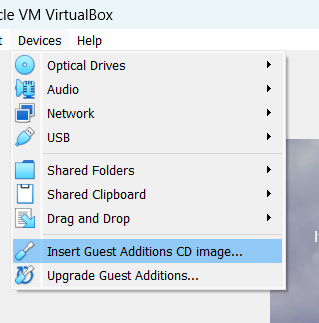 cle VM VirtualBox
Devices Help
Optical Drives
Audio
Network
USB
Shared Folders
Shared Clipboard
Drag and Drop
Insert Guest Additions CD image...
Upgrade Guest Additions...